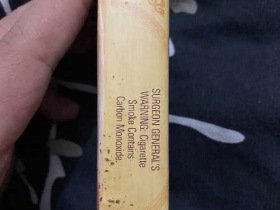 SURGEON GENERAL'S
WARNING: Cigarette
Smoke Contains
Carbon Monoxide.